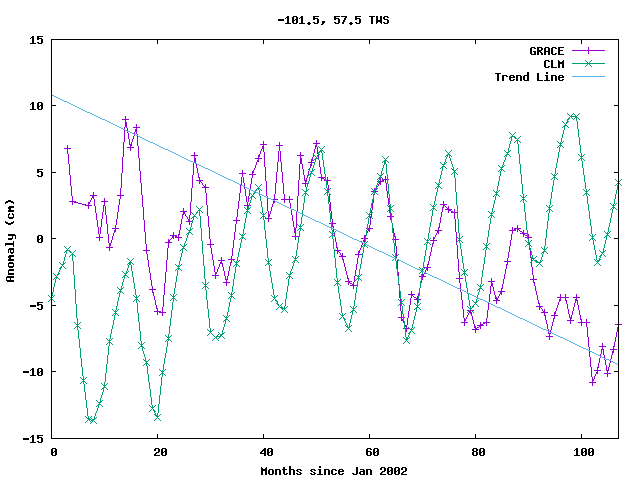 -101.5, 57.5 TWS
GRACE
CLM
Trend Line
15
10
5
0
-5
-10
-15
Anomaly (cm)
0 20 40 60 80 100
Months since Jan 2002